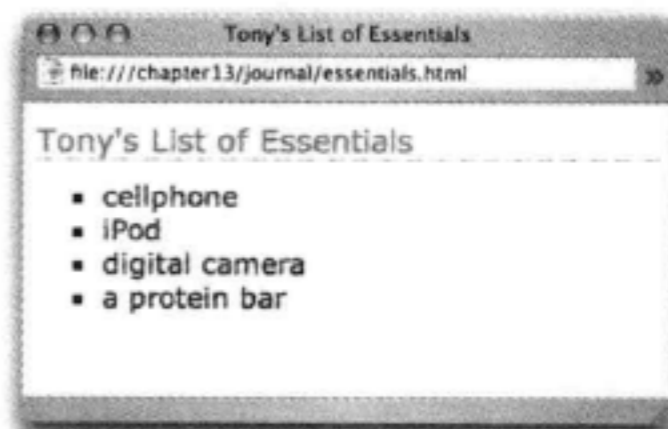 Tony's List of Essentials
file:///chapter13/journal/essentials.html
»
Tony's List of Essentials
▪ cellphone
▪ iPod
▪ digital camera
▪ a protein bar